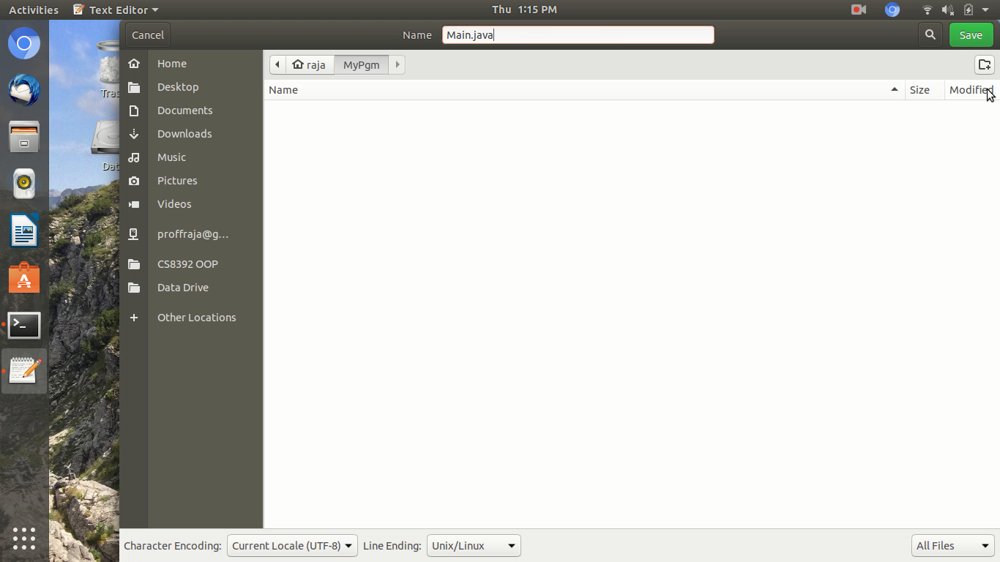 Activities Text Editor Thu 1:15 PM
Cancel Name Main.java Save
raja MyPgm
Name Size Modified
Home
Desktop
Documents
Downloads
Music
Pictures
Videos
proffraja@g...
CS8392 OOP
Data Drive
Other Locations
Tras
Dat
Character Encoding: Current Locale (UTF-8) Line Ending: Unix/Linux All Files